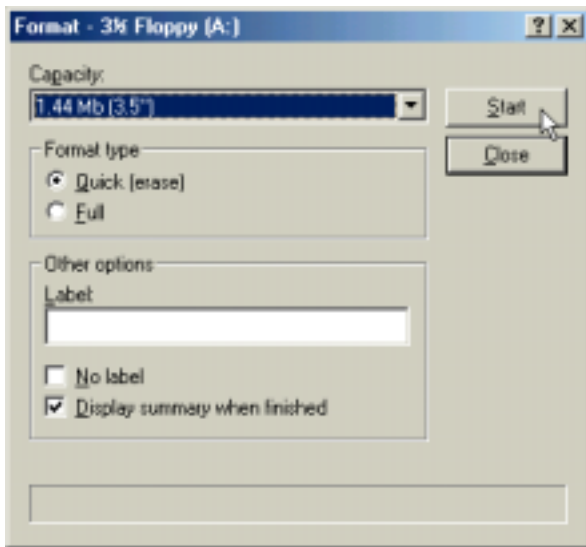 Format - 3½ Floppy (A:)
Capacity:
1.44 Mb (3.5")
Start
Close
Format type
Quick (erase)
Full
Other options
Label:
No label
Display summary when finished